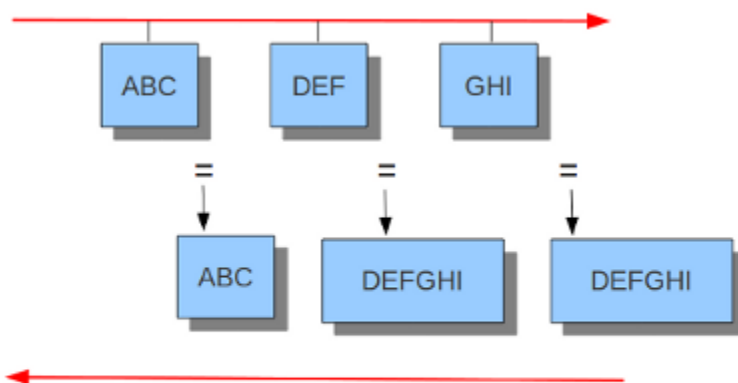 ABC DEF GHI
= = =
ABC DEFGHI DEFGHI